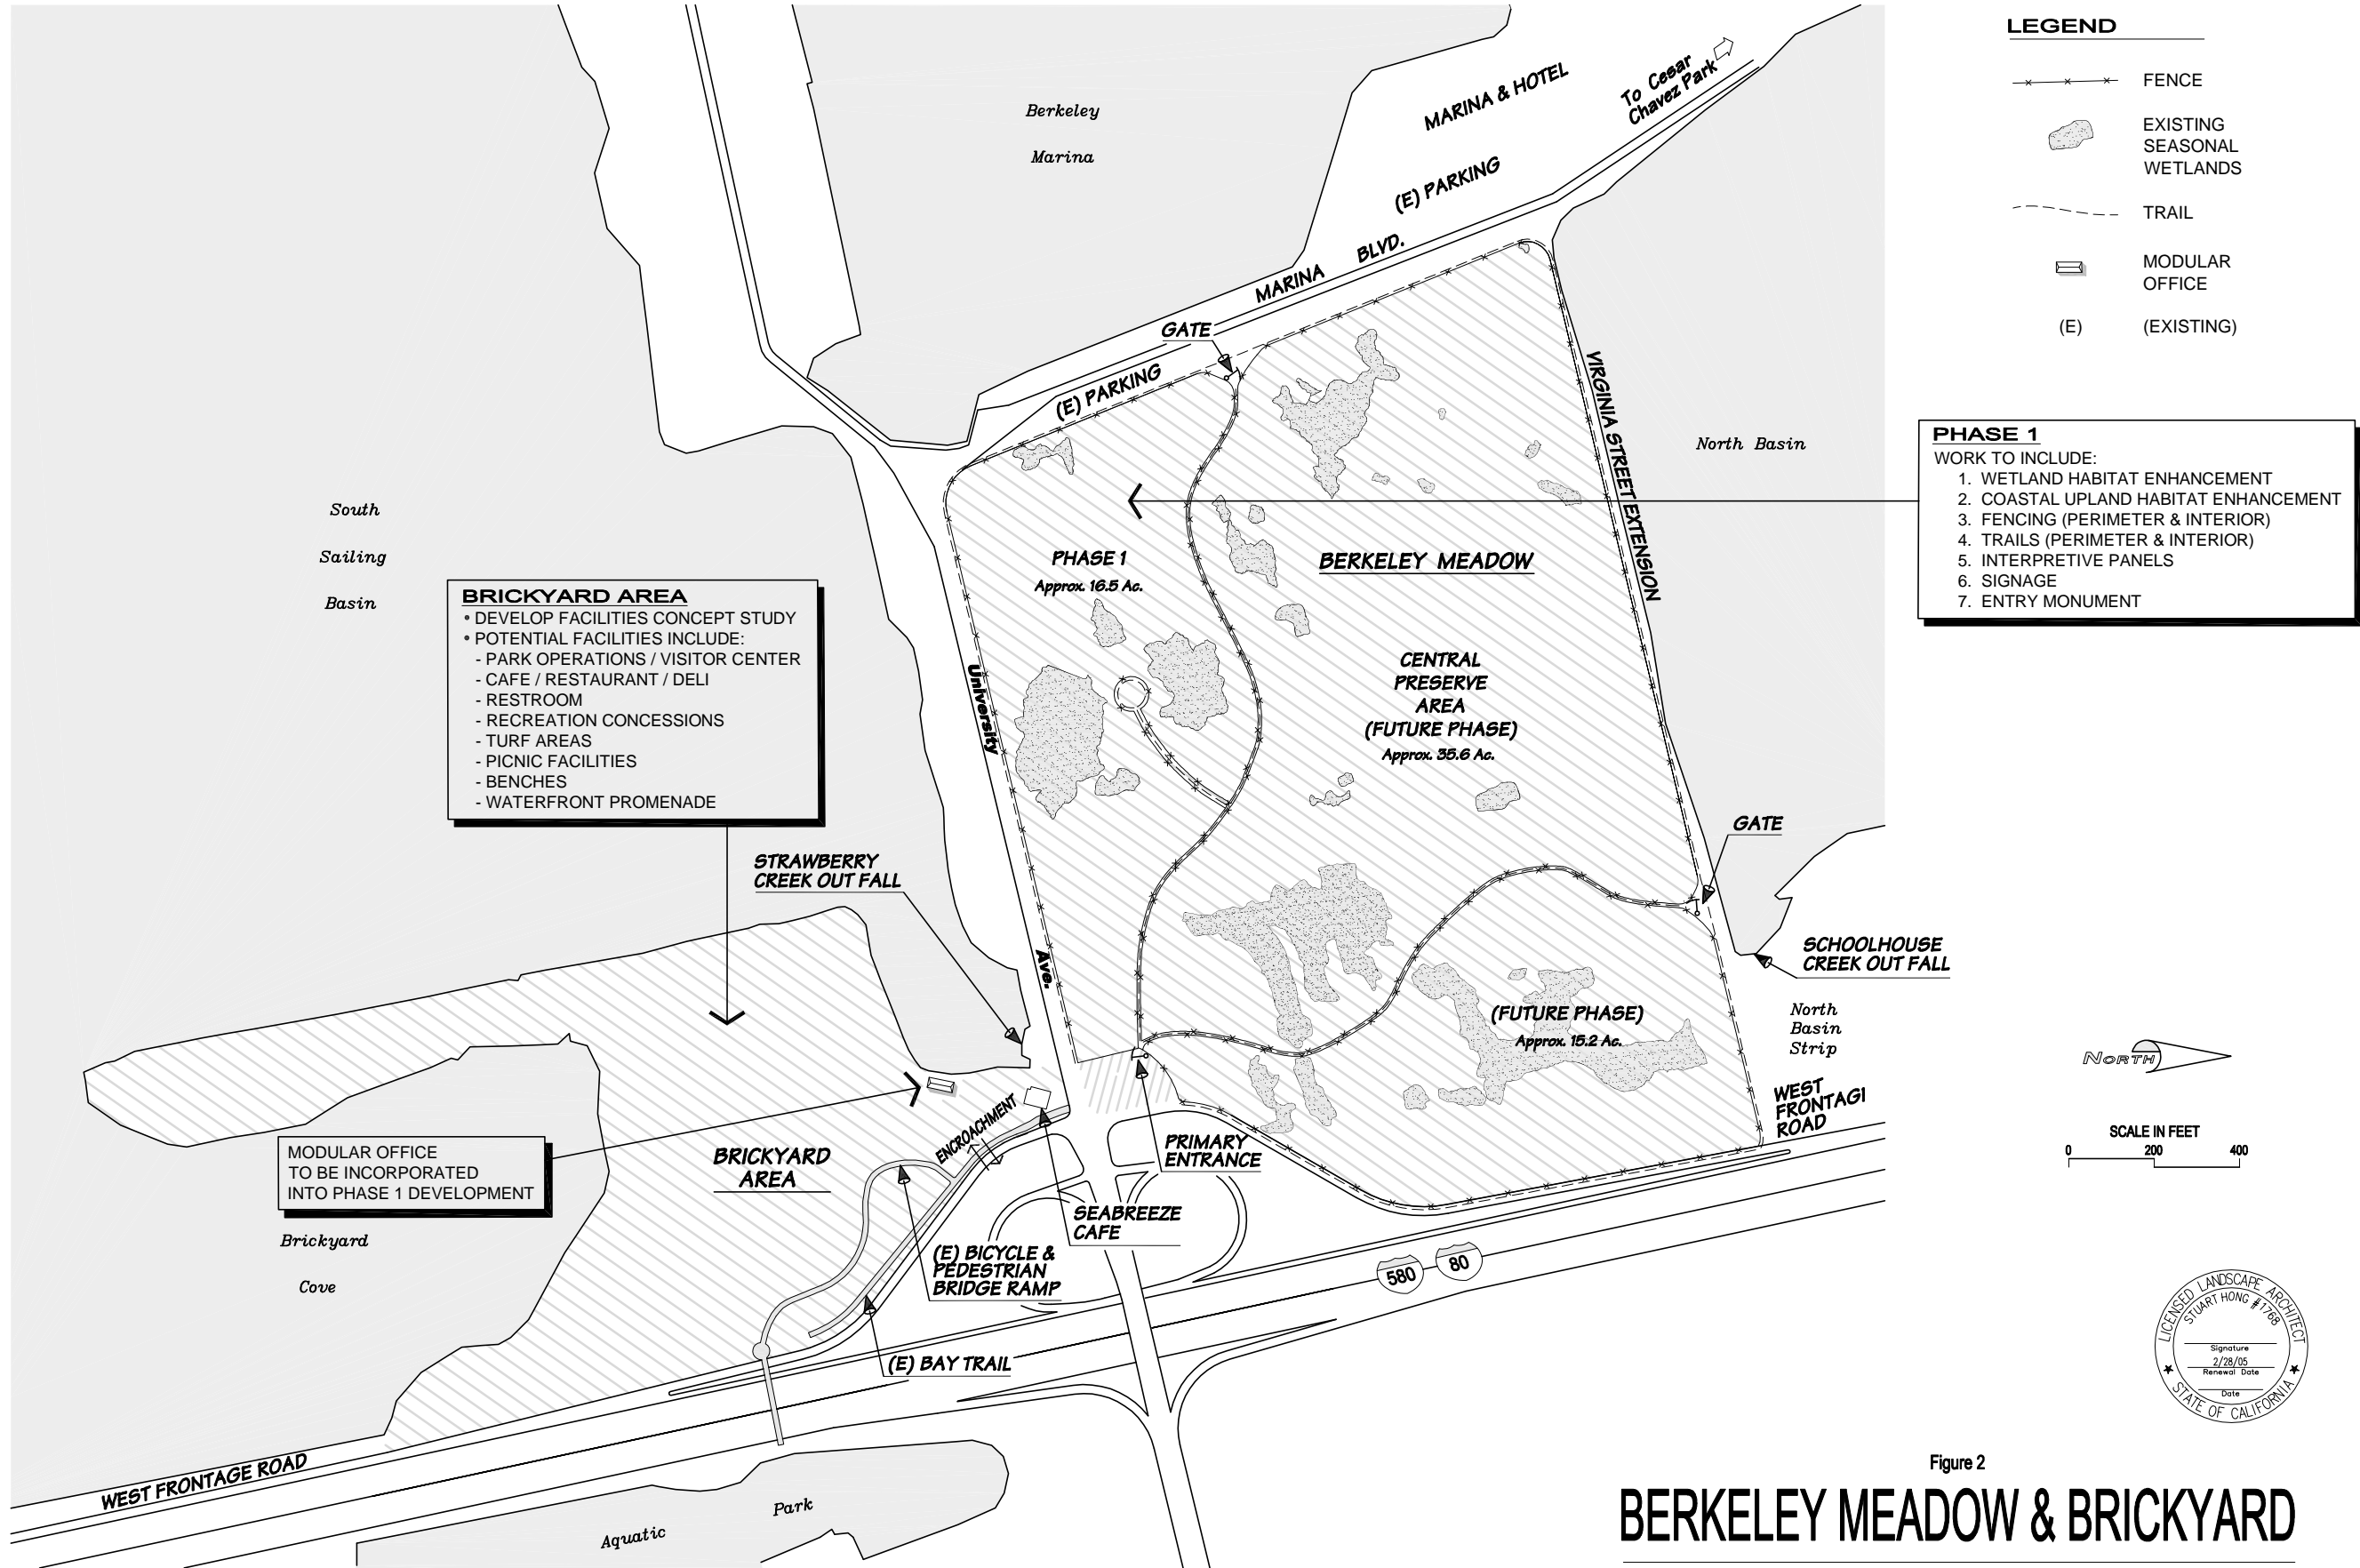 LEGEND
FENCE
EXISTING
SEASONAL
WETLANDS
TRAIL
MODULAR
OFFICE
(E) (EXISTING)
Berkeley
Marina
MARINA & HOTEL
To Cesar
Chavez Park
(E) PARKING
MARINA BLVD.
GATE
(E) PARKING
VIRGINIA STREET EXTENSION
North Basin
PHASE 1
WORK TO INCLUDE:
1. WETLAND HABITAT ENHANCEMENT
2. COASTAL UPLAND HABITAT ENHANCEMENT
3. FENCING (PERIMETER & INTERIOR)
4. TRAILS (PERIMETER & INTERIOR)
5. INTERPRETIVE PANELS
6. SIGNAGE
7. ENTRY MONUMENT
South
Sailing
Basin
PHASE 1
Approx. 16.5 Ac.
BERKELEY MEADOW
BRICKYARD AREA
• DEVELOP FACILITIES CONCEPT STUDY
• POTENTIAL FACILITIES INCLUDE:
- PARK OPERATIONS / VISITOR CENTER
- CAFE / RESTAURANT / DELI
- RESTROOM
- RECREATION CONCESSIONS
- TURF AREAS
- PICNIC FACILITIES
- BENCHES
- WATERFRONT PROMENADE
University
Ave.
CENTRAL
PRESERVE
AREA
(FUTURE PHASE)
Approx. 35.6 Ac.
GATE
STRAWBERRY
CREEK OUT FALL
SCHOOLHOUSE
CREEK OUT FALL
(FUTURE PHASE)
Approx. 15.2 Ac.
North
Basin
Strip
NORTH
WEST
FRONTAGI
ROAD
SCALE IN FEET
0 200 400
MODULAR OFFICE
TO BE INCORPORATED
INTO PHASE 1 DEVELOPMENT
BRICKYARD
AREA
ENCROACHMENT
PRIMARY
ENTRANCE
SEABREEZE
CAFE
(E) BICYCLE &
PEDESTRIAN
BRIDGE RAMP
Brickyard
Cove
580
80
(E) BAY TRAIL
LICENSED LANDSCAPE ARCHITECT
STUART HONG #1768
Signature
2/28/05
Renewal Date
Date
STATE OF CALIFORNIA
WEST FRONTAGE ROAD
Aquatic Park
Figure 2
BERKELEY MEADOW & BRICKYARD